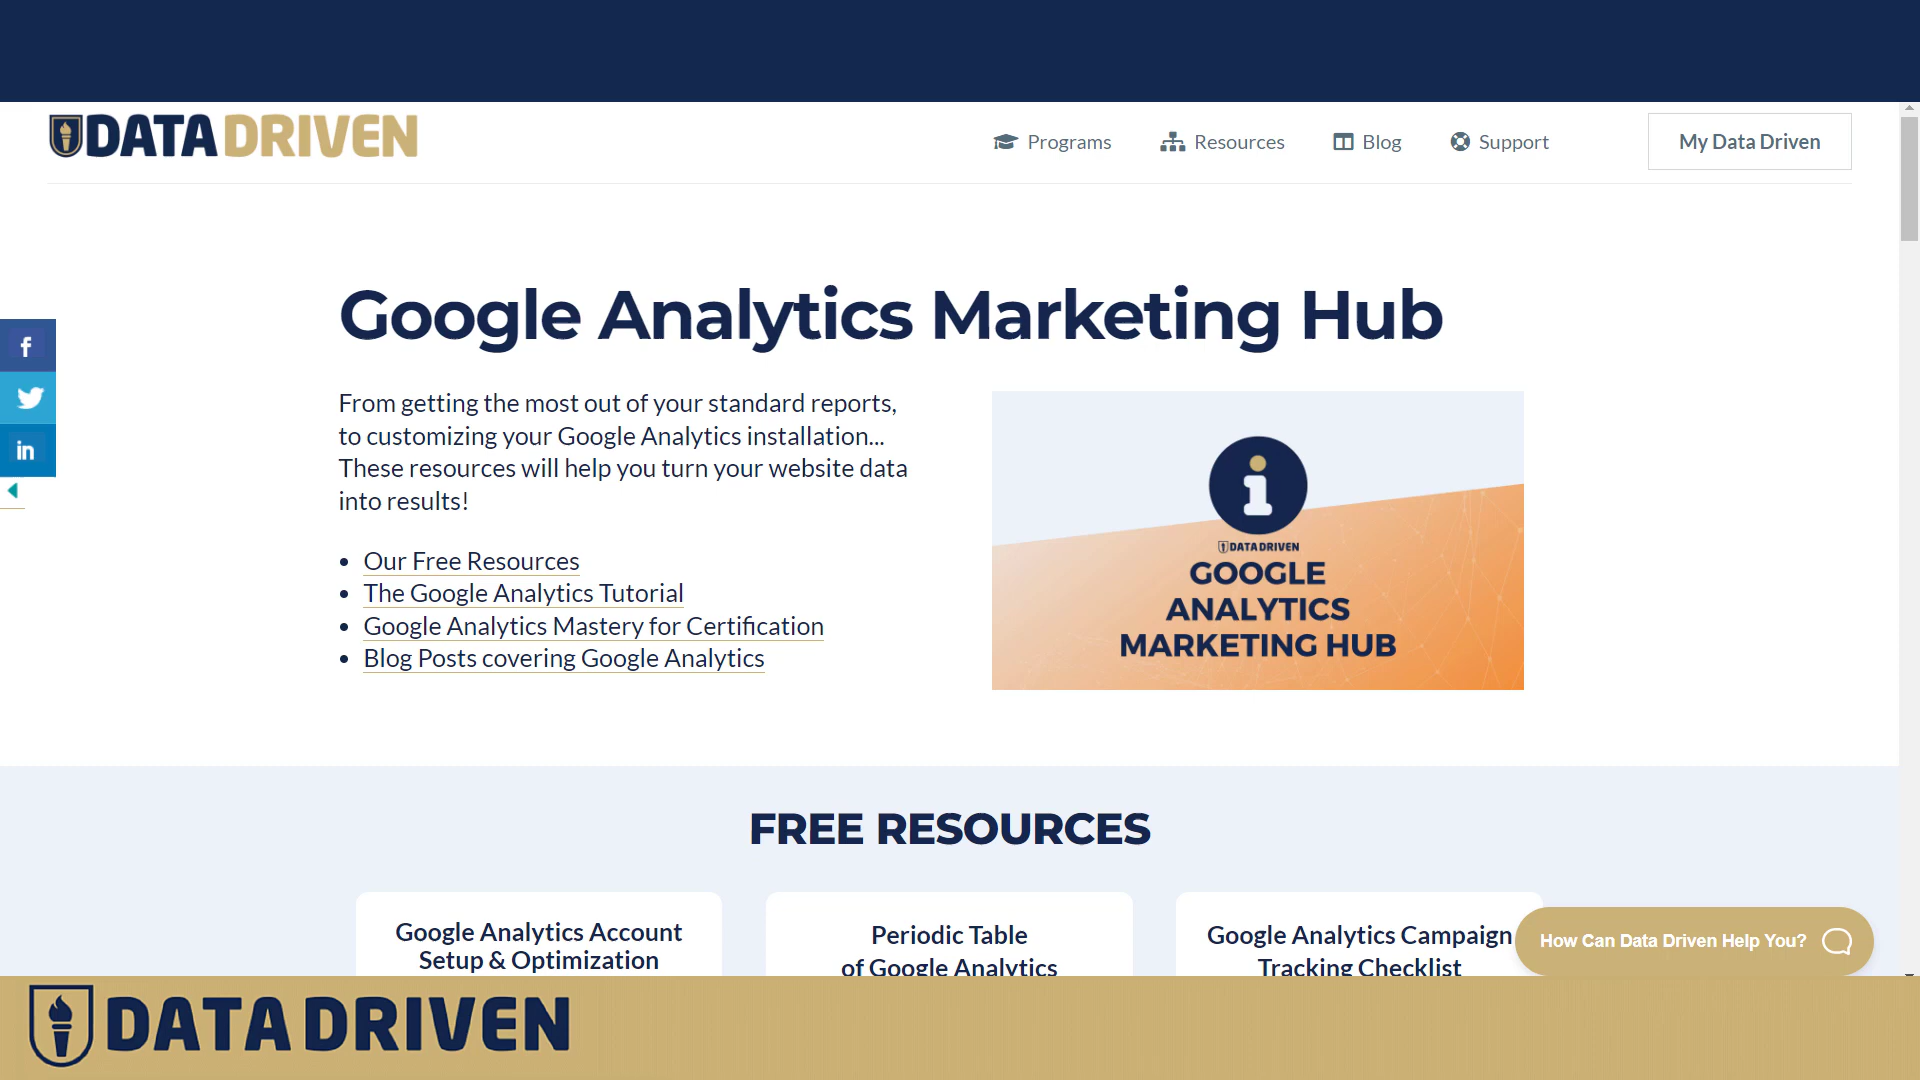 DATA DRIVEN
Programs
Resources
Blog
Support
My Data Driven
Google Analytics Marketing Hub
From getting the most out of your standard reports,
to customizing your Google Analytics installation...
These resources will help you turn your website data
into results!
Our Free Resources
The Google Analytics Tutorial
Google Analytics Mastery for Certification
Blog Posts covering Google Analytics
DATA DRIVEN
GOOGLE
ANALYTICS
MARKETING HUB
FREE RESOURCES
Google Analytics Account
Setup & Optimization
Periodic Table
of Google Analytics
Google Analytics Campaign
Tracking Checklist
How Can Data Driven Help You?
DATA DRIVEN